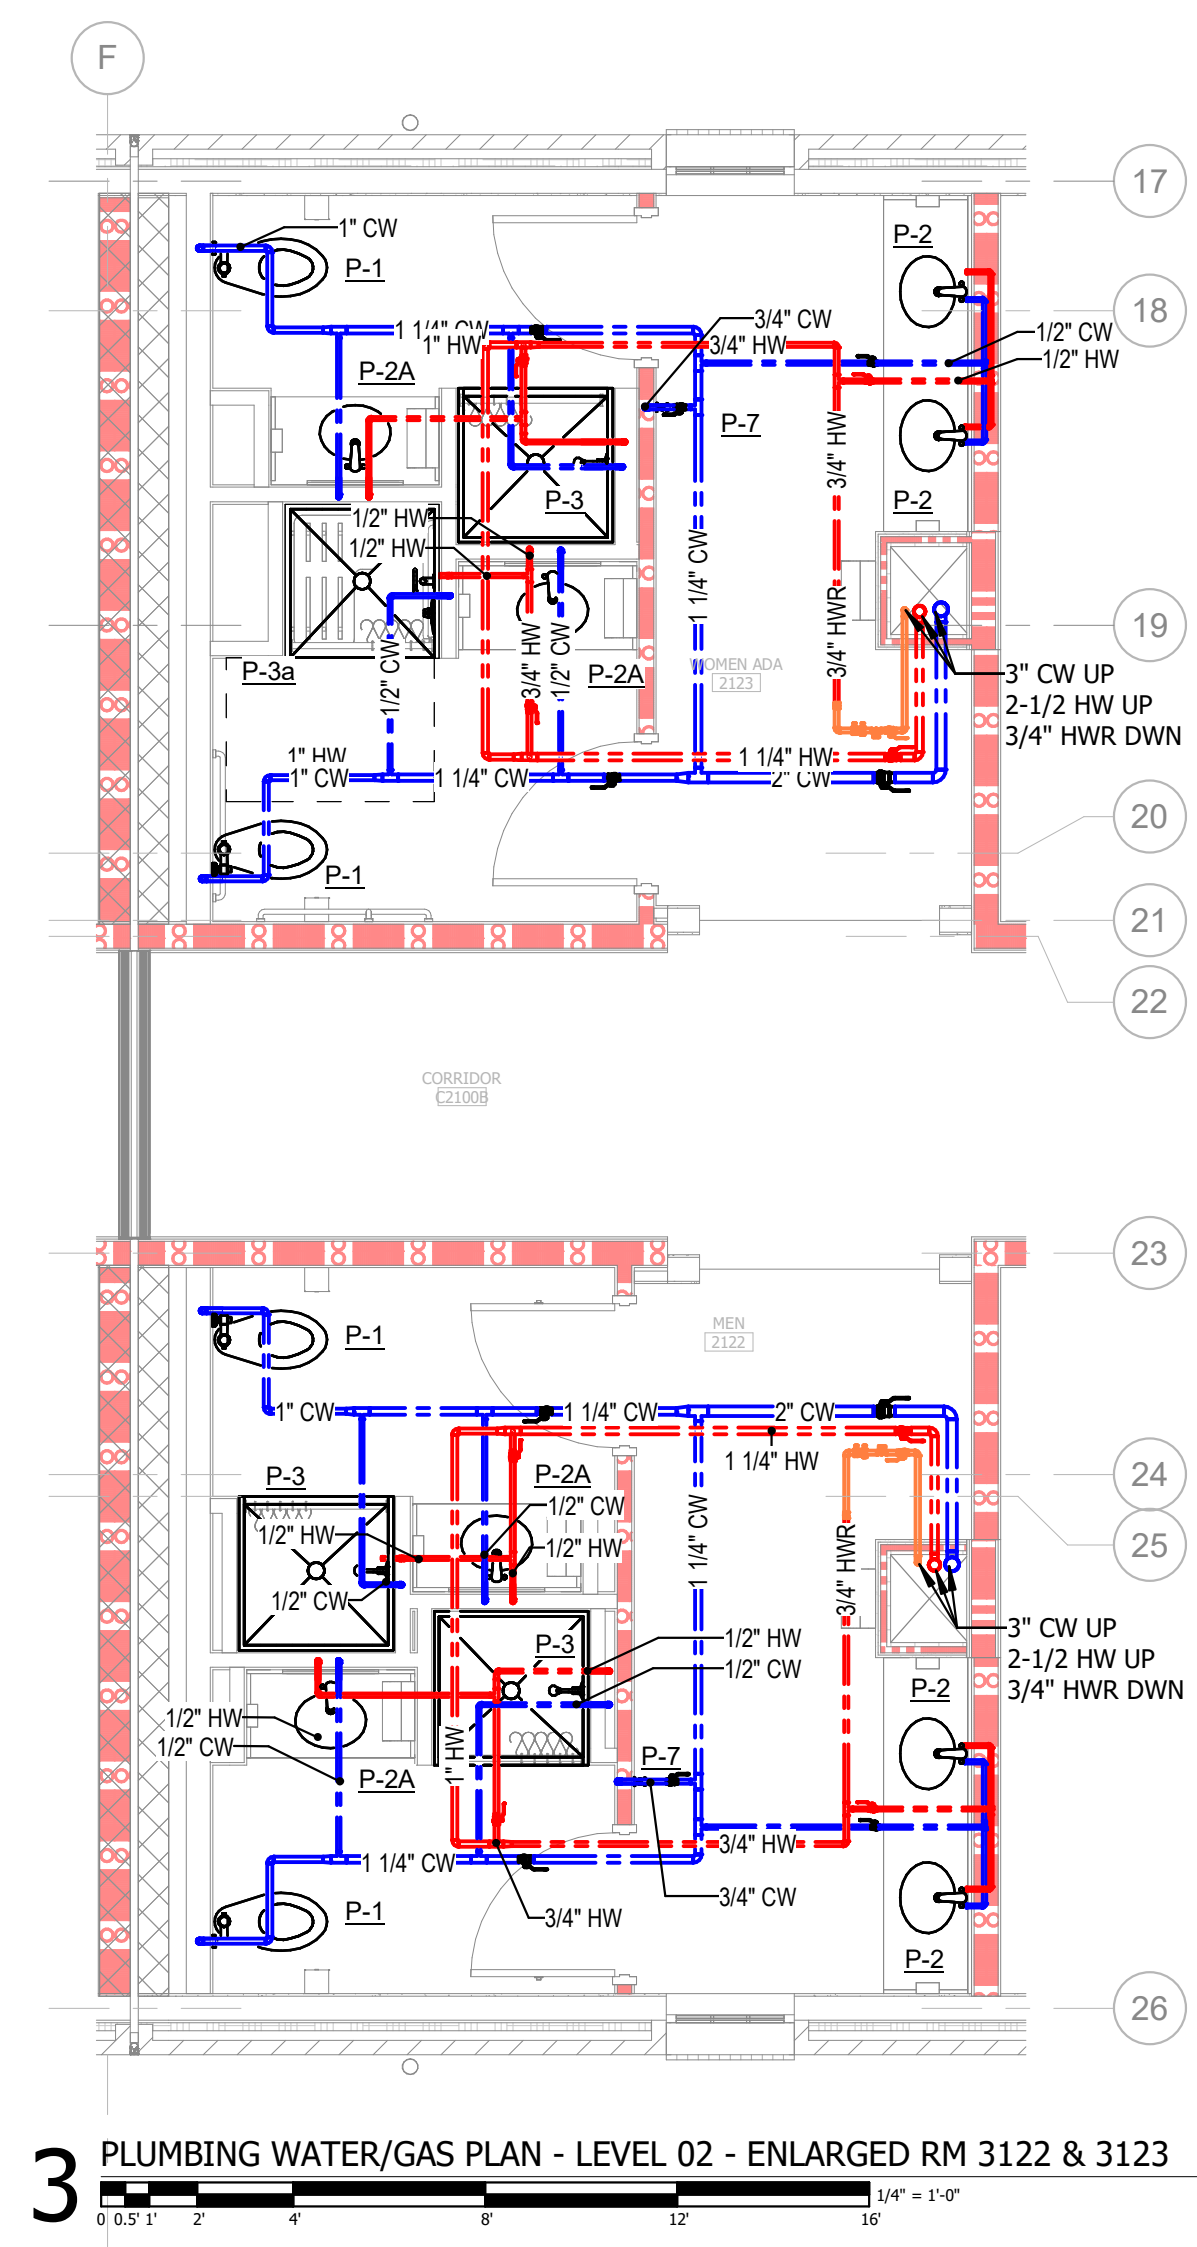 F
17
1" CW
P-2
P-1
18
3/4" CW
1 1/4" CW
1" HW
3/4" HW
1/2" CW
1/2" HW
P-2A
P-7
3/4" HW
P-3
P-2
1/2" HW
1/2" HW
1 1/4" CW
19
3/4" HWR
3/4" HW
1/2" CW
1/2" CW
WOMEN ADA
2123
P-3a
P-2A
3" CW UP
2-1/2 HW UP
3/4" HWR DWN
1" HW
1 1/4" HW
1" CW
1 1/4" CW
2" CW
20
P-1
21
22
CORRIDOR
C2100B
23
MEN
2122
P-1
1" CW
1 1/4" CW
2" CW
1 1/4" HW
24
P-3
P-2A
1/2" CW
1/2" HW
1/2" HW
1/2" CW
1 1/4" CW
3/4" HWR
25
3" CW UP
2-1/2 HW UP
3/4" HWR DWN
P-3
1/2" HW
1/2" CW
P-2
1/2" HW
1/2" CW
1" HW
P-7
P-2A
3/4" HW
1 1/4" CW
3/4" CW
3/4" HW
P-1
P-2
26
3
PLUMBING WATER/GAS PLAN - LEVEL 02 - ENLARGED RM 3122 & 3123
1/4" = 1'-0"
0 0.5' 1' 2' 4' 8' 12' 16'